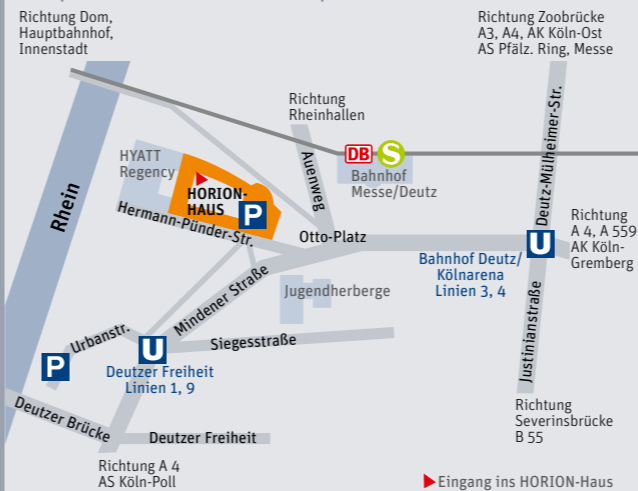 Richtung Dom,
Hauptbahnhof,
Innenstadt
Richtung Zoobrücke
A3, A4, AK Köln-Ost
AS Pfälz. Ring, Messe
Richtung
Rheinhallen
Deutz-Müllheimer-Str.
Auenweg
DB
S
Bahnhof
Messe/Deutz
HYATT
Regency
HORION-
HAUS
P
Rhein
Hermann-Pünder-Str.
Otto-Platz
Richtung
A 4, A 559
AK Köln-
Gremberg
U
Bahnhof Deutz/
Kölnarena
Linien 3, 4
Jugendherberge
Mindener Straße
Siegesstraße
Urbanstr.
P
U
Deutzer Freiheit
Linien 1, 9
Justinianstraße
Deutzer Brücke
Deutzer Freiheit
Richtung
Severinsbrücke
B 55
Richtung A 4
AS Köln-Poll
Eingang ins HORION-Haus